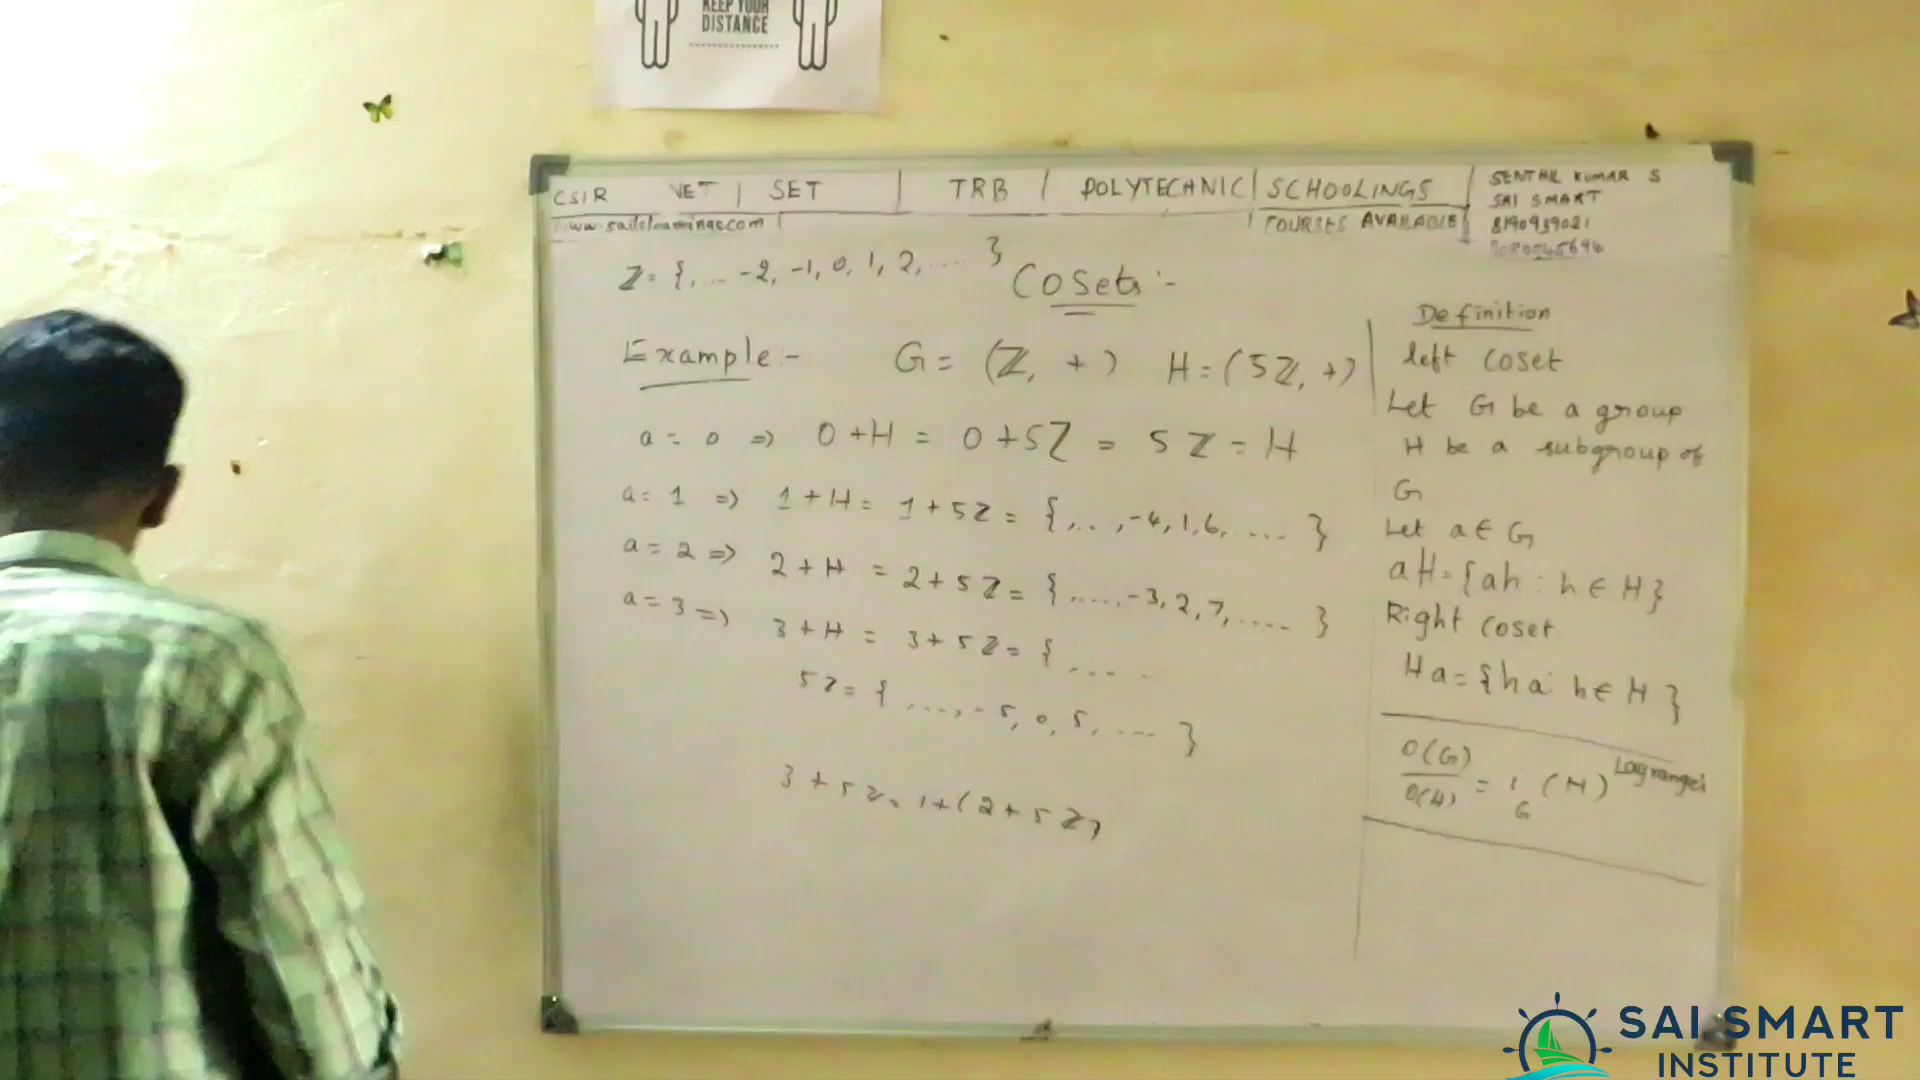 KEEP YOUR
DISTANCE
CSIR NET | SET | TRB | POLYTECHNIC | SCHOOLINGS
COURSES AVAILABLE
SENTHIL KUMAR S
SAI SMART
8190939021
Z = {, ... -2, -1, 0, 1, 2, .... }
Cosets :-
Example :- G = (Z, +) H = (5Z, +)
a = 0 => 0 + H = 0 + 5Z = 5Z = H
a = 1 => 1 + H = 1 + 5Z = {, .., -4, 1, 6, .... }
a = 2 => 2 + H = 2 + 5Z = {....., -3, 2, 7, ..... }
a = 3 => 3 + H = 3 + 5Z = { .... .
5Z = { ...., -5, 0, 5, .... }
3 + 5Z = 1 + (2 + 5Z)
Definition
left coset
Let G be a group
H be a subgroup of
G
Let a ∈ G
aH = {ah : h ∈ H}
Right coset
Ha = {ha : h ∈ H}
O(G)
O(H) = i (H) Lagrange's
G
SAI SMART
INSTITUTE